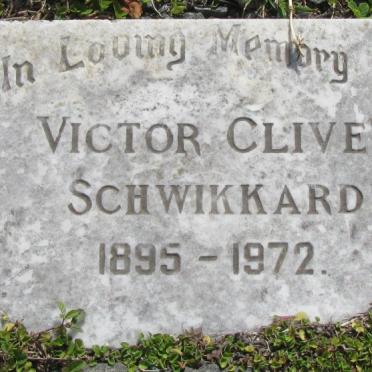 In Loving Memory
VICTOR CLIVE
SCHWIKKARD
1895 - 1972.